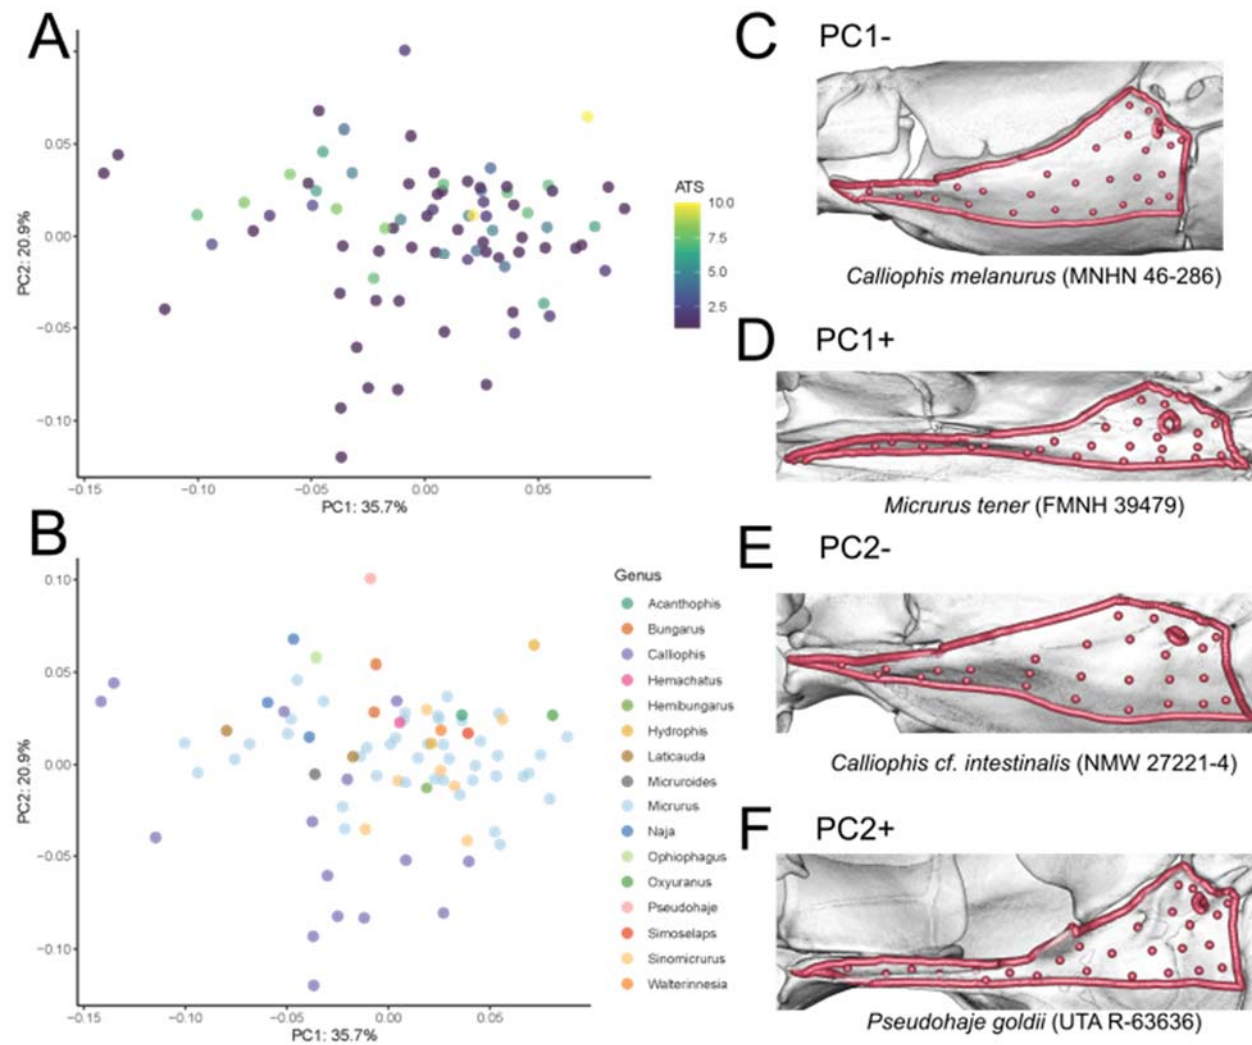 A
0.05
0.00
−0.05
−0.10
PC2: 20.9%
−0.15
−0.10
−0.05
0.00
0.05
PC1: 35.7%
ATS
10.0
7.5
5.0
2.5
B
0.10
0.05
0.00
−0.05
−0.10
PC2: 20.9%
−0.15
−0.10
−0.05
0.00
0.05
PC1: 35.7%
Genus
Acanthophis
Bungarus
Calliophis
Hemachatus
Hemibungarus
Hydrophis
Laticauda
Micruroides
Micrurus
Naja
Ophiophagus
Oxyuranus
Pseudohaje
Simoselaps
Sinomicrurus
Walterinnesia
C
PC1-
Calliophis melanurus (MNHN 46-286)
D
PC1+
Micrurus tener (FMNH 39479)
E
PC2-
Calliophis cf. intestinalis (NMW 27221-4)
F
PC2+
Pseudohaje goldii (UTA R-63636)